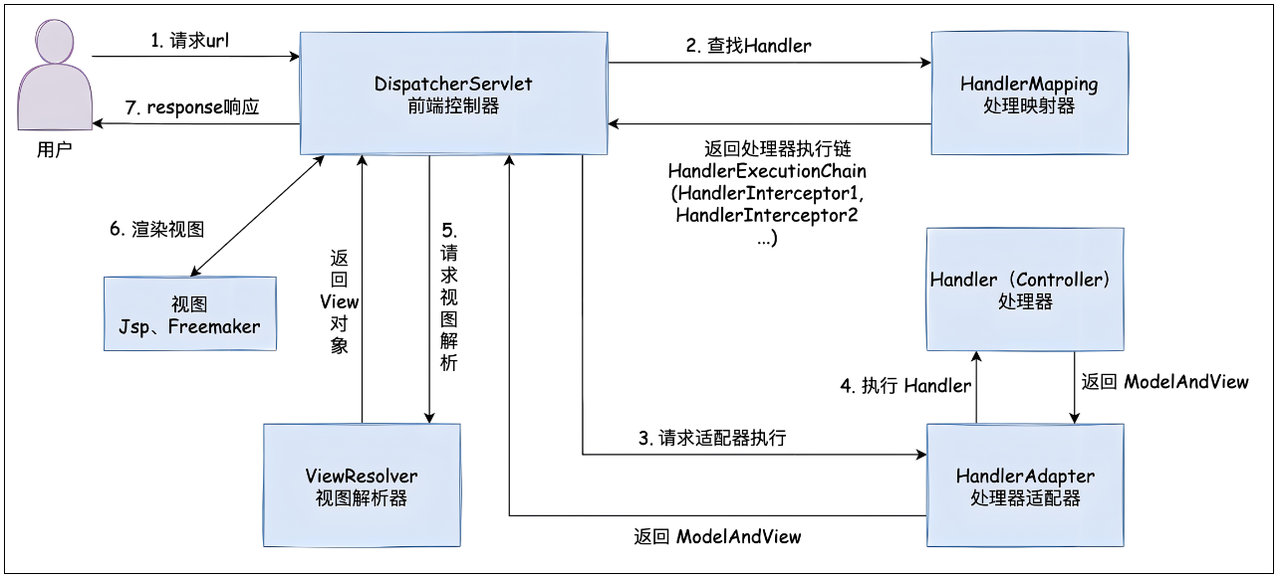 1. 请求url
2. 查找Handler
DispatcherServlet
前端控制器
HandlerMapping
处理映射器
7. response响应
用户
返回处理器执行链
HandlerExecutionChain
(HandlerInterceptor1,
HandlerInterceptor2
...)
6. 渲染视图
返
回
View
对
象
5.
请
求
视
图
解
析
Handler（Controller）
处理器
视图
Jsp、Freemaker
4. 执行 Handler
返回 ModelAndView
3. 请求适配器执行
ViewResolver
视图解析器
HandlerAdapter
处理器适配器
返回 ModelAndView